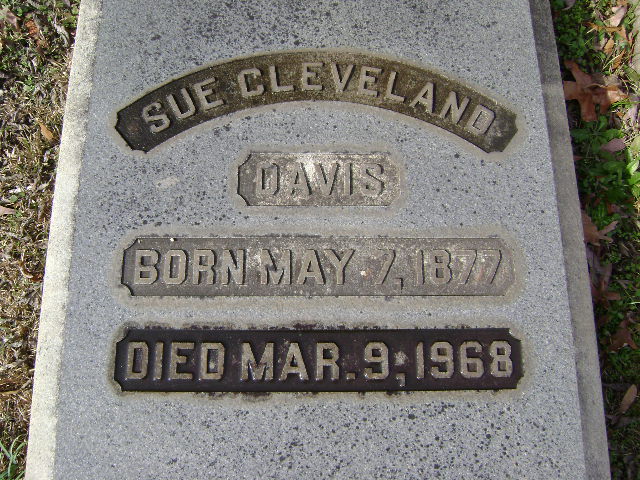 SUE CLEVELAND
DAVIS
BORN MAY 7, 1877
DIED MAR. 9, 1968